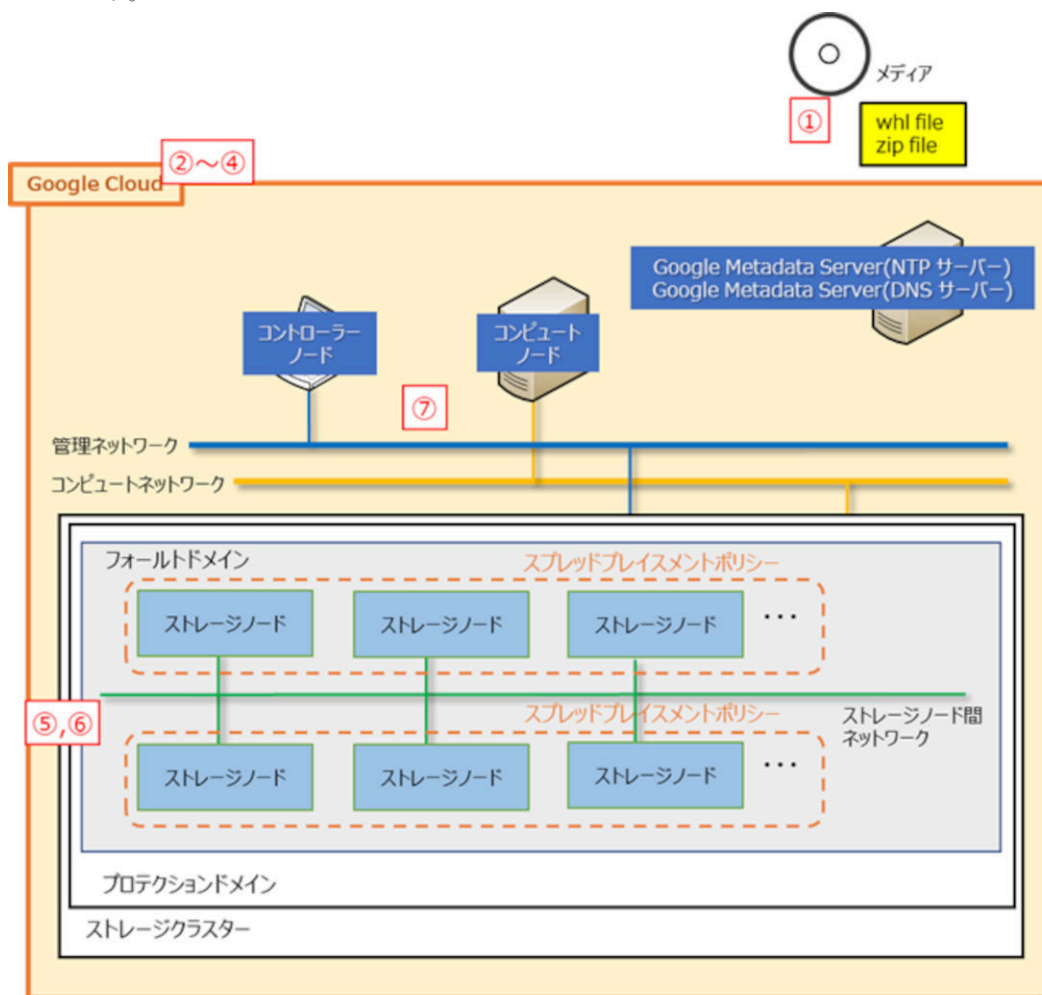 メディア
①
whl file
zip file
②～④
Google Cloud
Google Metadata Server(NTP サーバー)
Google Metadata Server(DNS サーバー)
コントローラー
ノード
コンピュート
ノード
⑦
管理ネットワーク
コンピュートネットワーク
フォールトドメイン
スプレッドプレイスメントポリシー
ストレージノード
ストレージノード
ストレージノード
・・・
⑤,⑥
スプレッドプレイスメントポリシー
ストレージノード間
ネットワーク
ストレージノード
ストレージノード
ストレージノード
・・・
プロテクションドメイン
ストレージクラスター